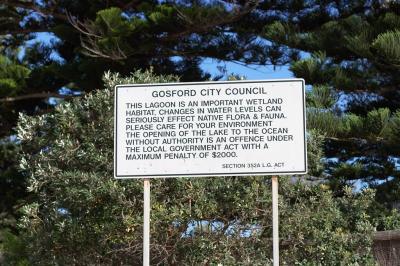 GOSFORD CITY COUNCIL
THIS LAGOON IS AN IMPORTANT WETLAND
HABITAT. CHANGES IN WATER LEVELS CAN
SERIOUSLY EFFECT NATIVE FLORA & FAUNA.
PLEASE CARE FOR YOUR ENVIRONMENT
THE OPENING OF THE LAKE TO THE OCEAN
WITHOUT AUTHORITY IS AN OFFENCE UNDER
THE LOCAL GOVERNMENT ACT WITH A
MAXIMUM PENALTY OF $2000.
SECTION 352A L.G. ACT